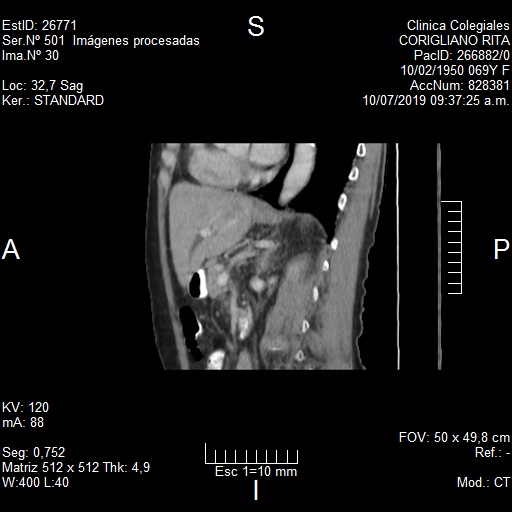 EstID: 26771
Ser.Nº 501 Imágenes procesadas
Ima.Nº 30
Loc: 32,7 Sag
Ker.: STANDARD
S
Clinica Colegiales
CORIGLIANO RITA
PacID: 266882/0
10/02/1950 069Y F
AccNum: 828381
10/07/2019 09:37:25 a.m.
A
P
KV: 120
mA: 88
Seg: 0,752
Matriz 512 x 512 Thk: 4,9
W:400 L:40
Esc 1=10 mm
I
FOV: 50 x 49,8 cm
Ref.: -
Mod.: CT